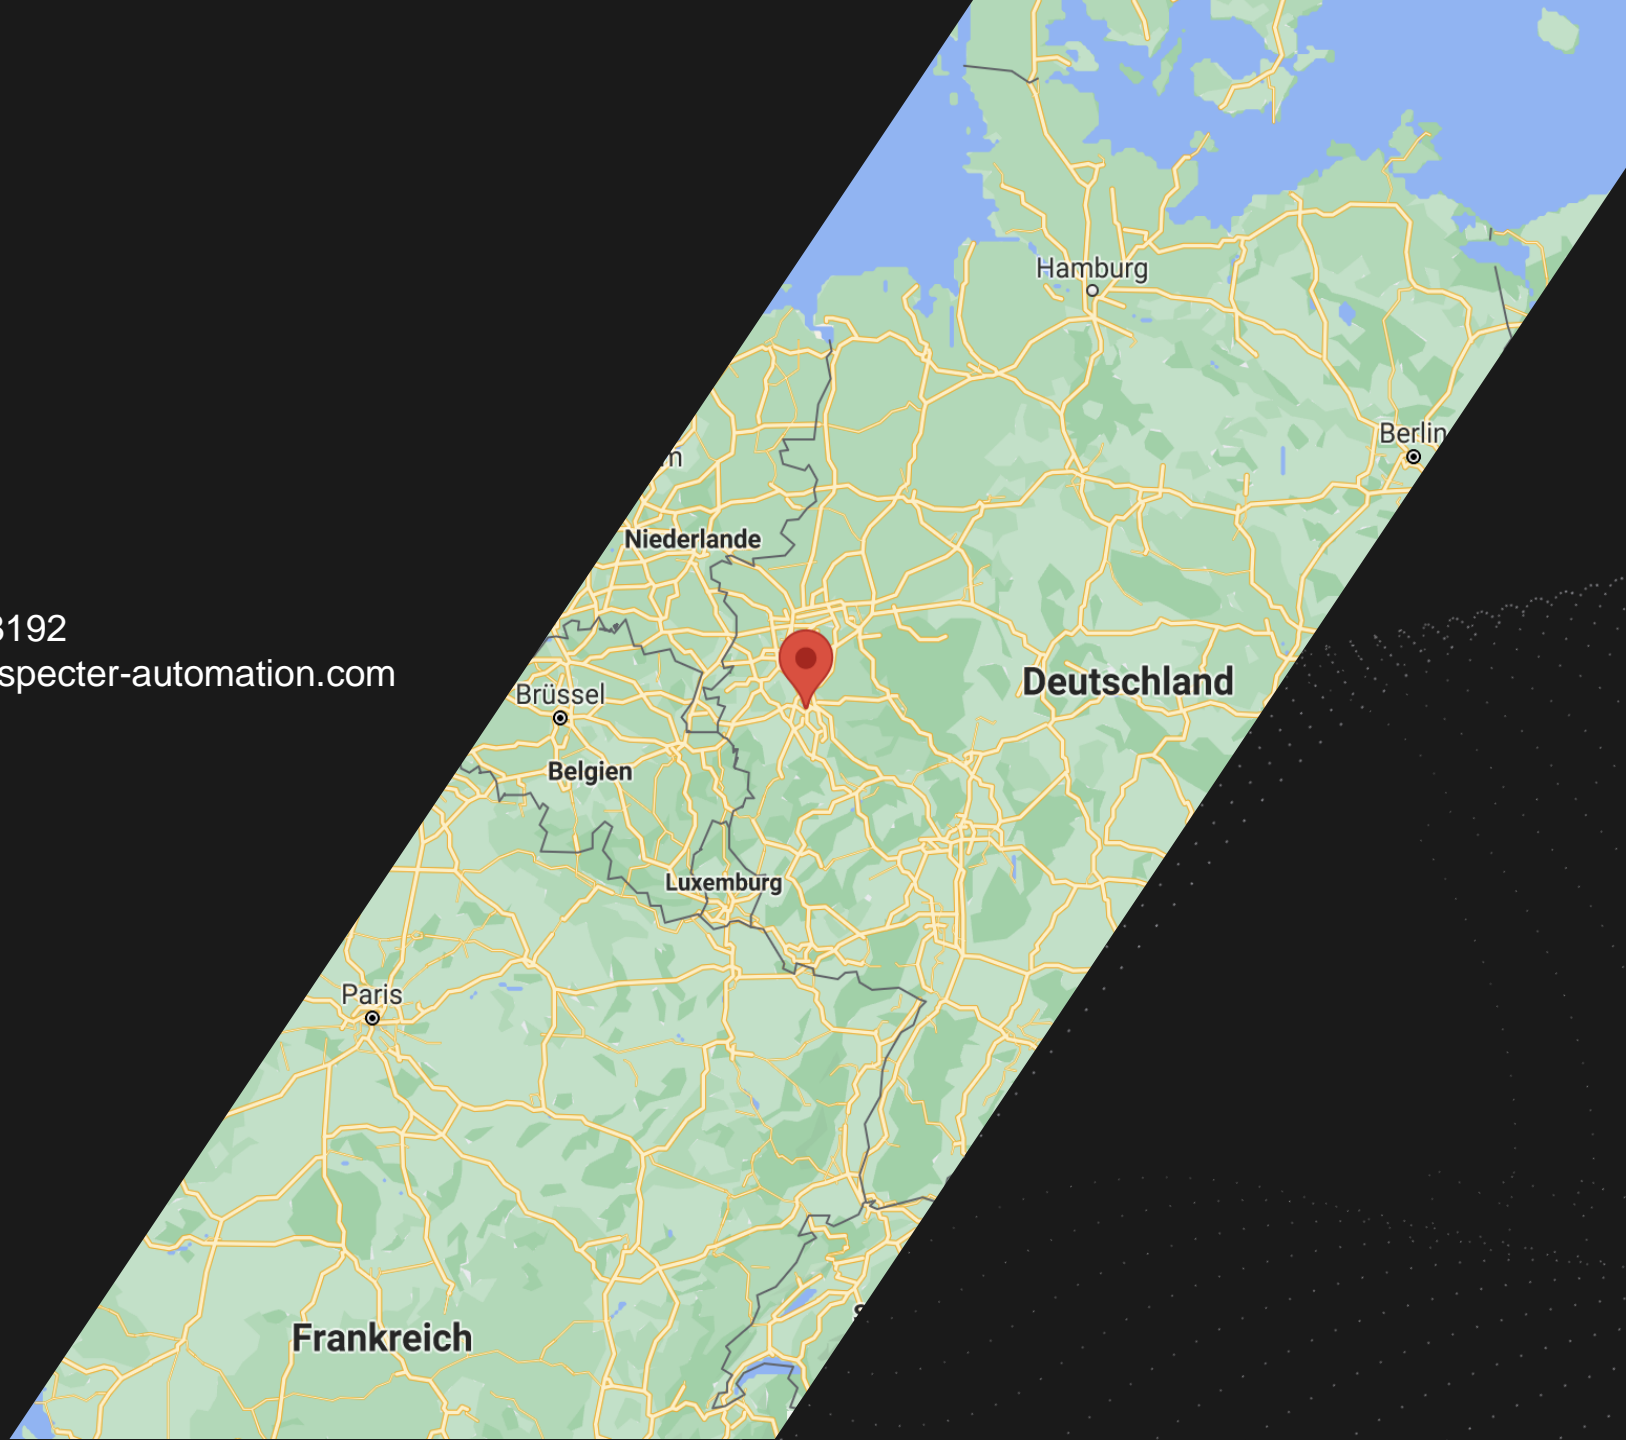 Hamburg
Berlin
m
Niederlande
3192
specter-automation.com
Deutschland
Brüssel
Belgien
Luxemburg
Paris
Frankreich